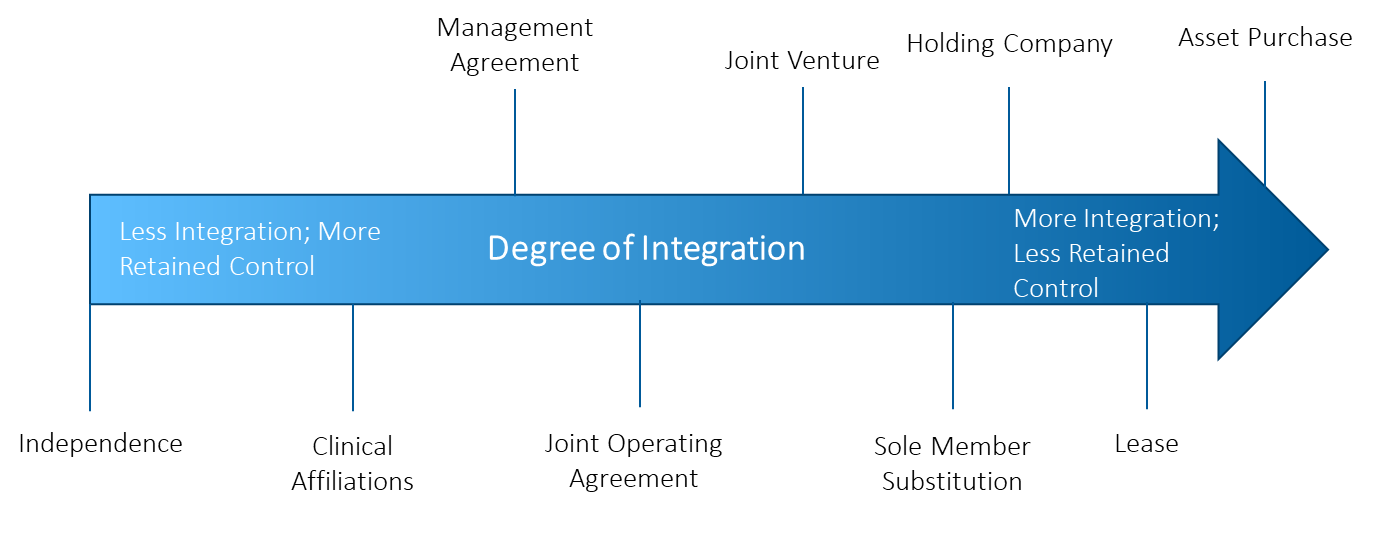 Management
Agreement
Joint Venture
Holding Company
Asset Purchase
Less Integration; More
Retained Control
Degree of Integration
More Integration;
Less Retained
Control
Independence
Clinical
Affiliations
Joint Operating
Agreement
Sole Member
Substitution
Lease